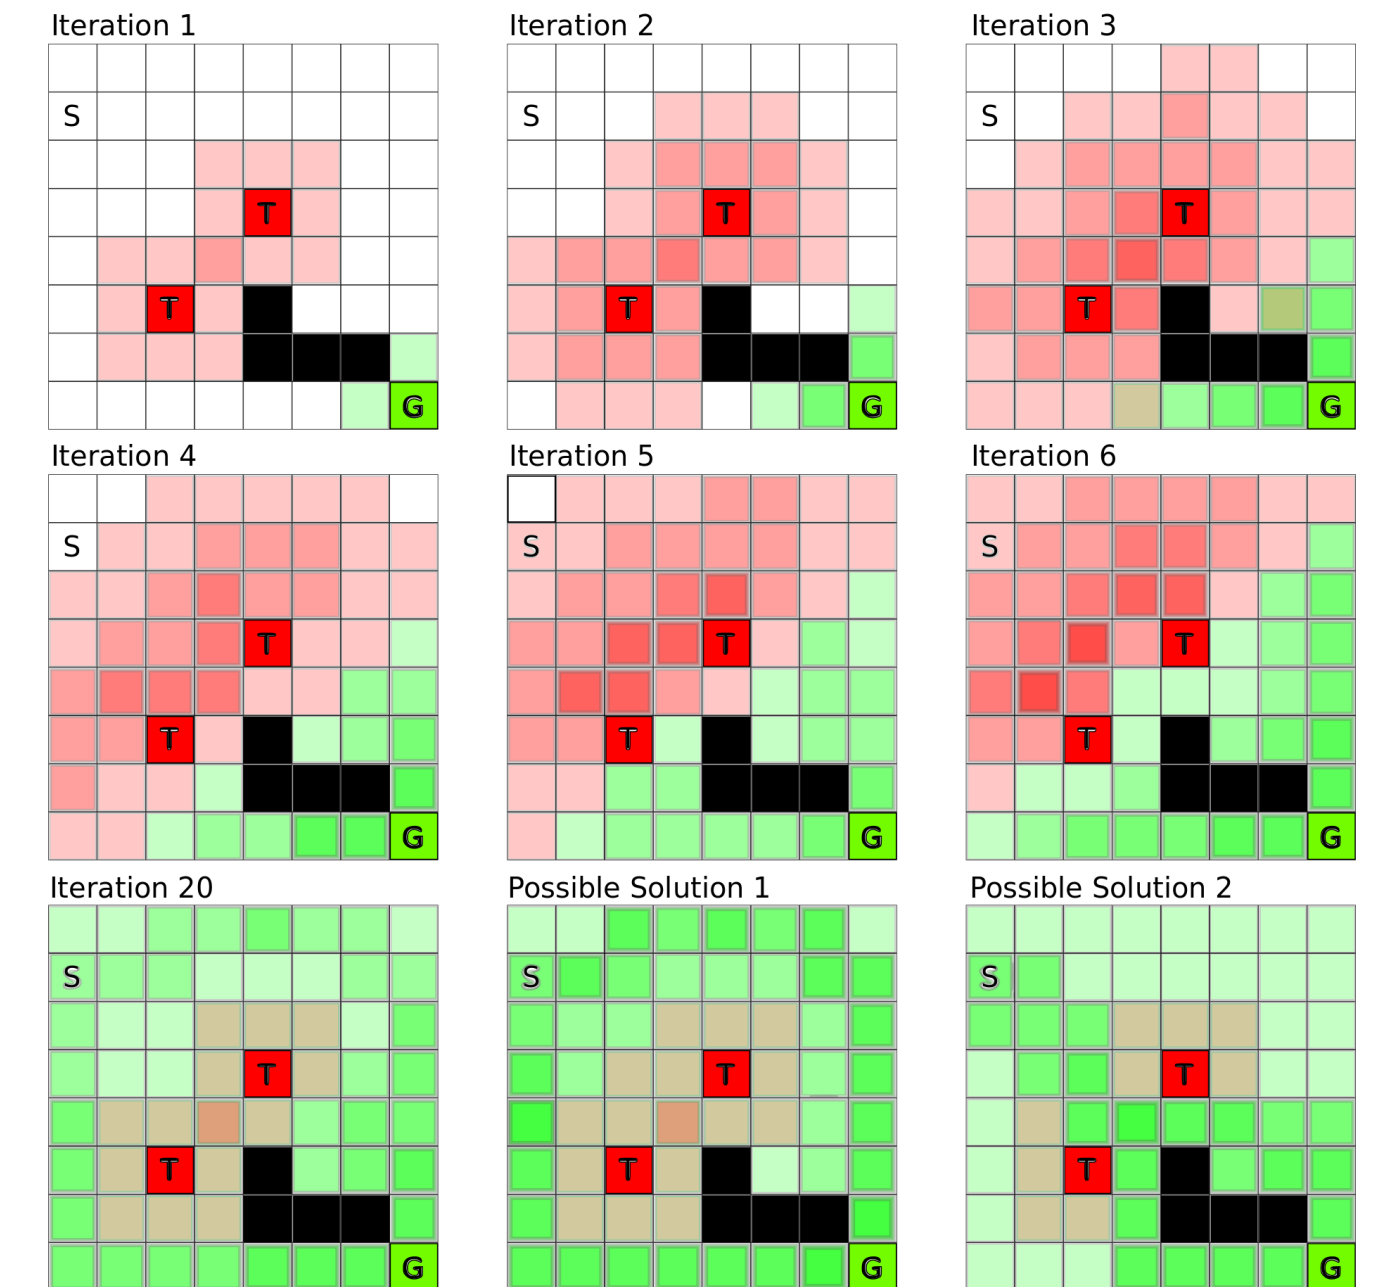 Iteration 1
Iteration 2
Iteration 3
S
S
S
T
T
T
T
T
T
G
G
G
Iteration 4
Iteration 5
Iteration 6
S
S
S
T
T
T
T
T
T
G
G
G
Iteration 20
Possible Solution 1
Possible Solution 2
S
S
S
T
T
T
T
T
T
G
G
G